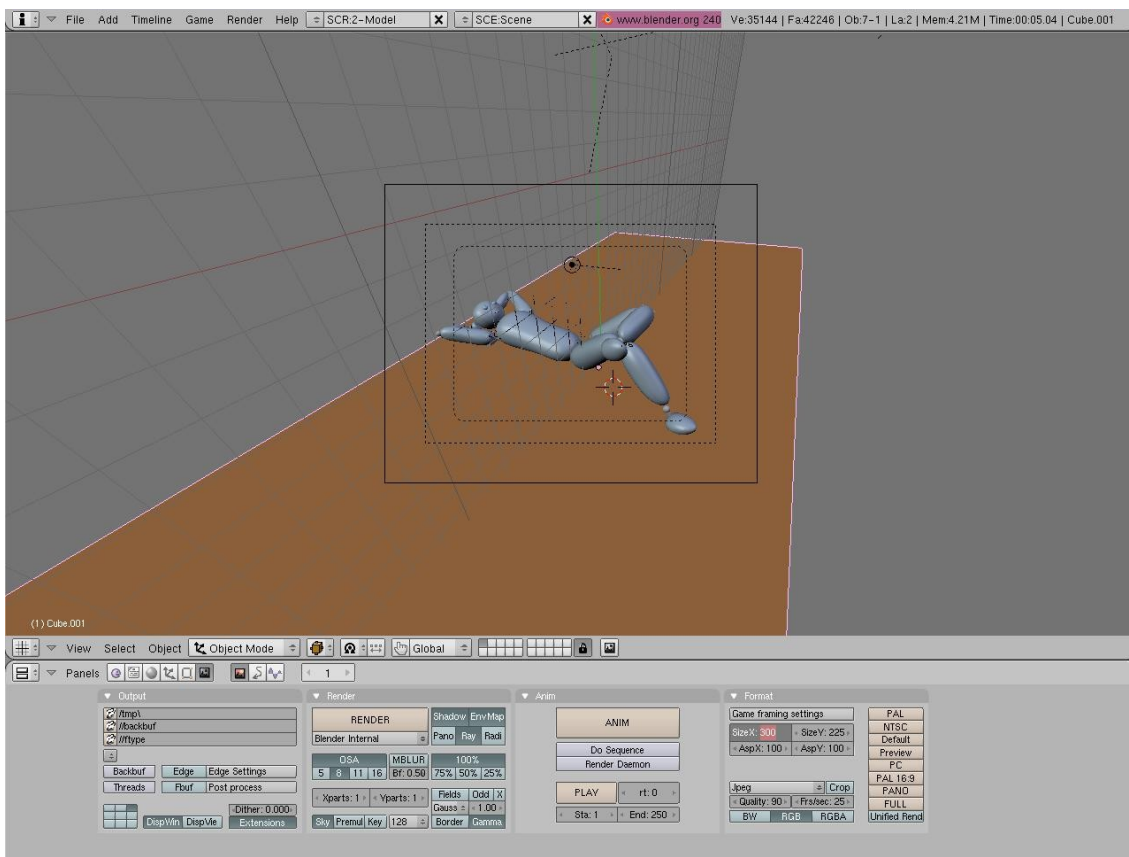 File Add Timeline Game Render Help SCR:2-Model X SCE:Scene X www.blender.org 240 Ve:35144 | Fa:42246 | Ob:7-1 | La:2 | Mem:4.21M | Time:00:05.04 | Cube.001
(1) Cube.001
View Select Object Object Mode Global
Panels 1
Output
/tmp\
//backbuf
//ftype
Backbuf Edge Edge Settings
Threads Fbuf Post process
Dither: 0.000
DispWin DispVie Extensions
Render
RENDER Shadow EnvMap
Blender Internal Pano Ray Radi
OSA MBLUR 100%
5 8 11 16 Bf: 0.50 75% 50% 25%
Xparts: 1 Yparts: 1 Fields Odd X
Gauss 1.00
Sky Premul Key 128 Border Gamma
Anim
ANIM
Do Sequence
Render Daemon
PLAY rt: 0
Sta: 1 End: 250
Format
Game framing settings
SizeX: 300 SizeY: 225
AspX: 100 AspY: 100
Jpeg Crop
Quality: 90 Frs/sec: 25
BW RGB RGBA
PAL
NTSC
Default
Preview
PC
PAL 16:9
PANO
FULL
Unified Rend